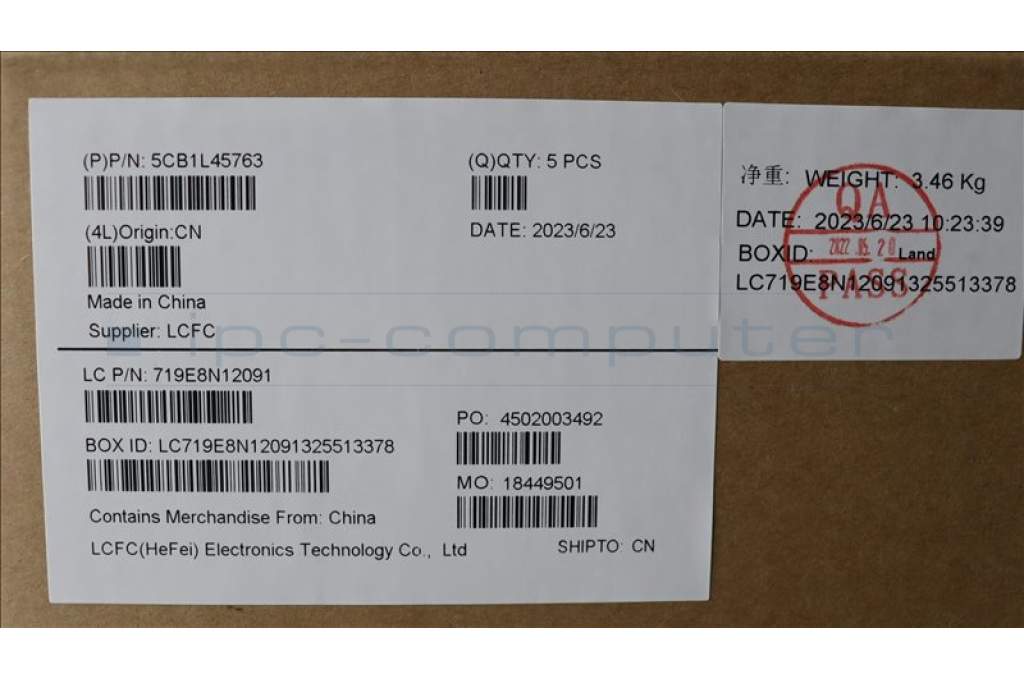 (P)P/N: 5CB1L45763
(Q)QTY: 5 PCS
(4L)Origin:CN
DATE: 2023/6/23
Made in China
Supplier: LCFC
LC P/N: 719E8N12091
PO: 4502003492
BOX ID: LC719E8N12091325513378
MO: 18449501
Contains Merchandise From: China
LCFC(HeFei) Electronics Technology Co., Ltd
SHIPTO: CN
净重: WEIGHT: 3.46 Kg
DATE: 2023/6/23 10:23:39
BOXID: Land
LC719E8N12091325513378
QA
2022.05.20
PASS
ipc-computer